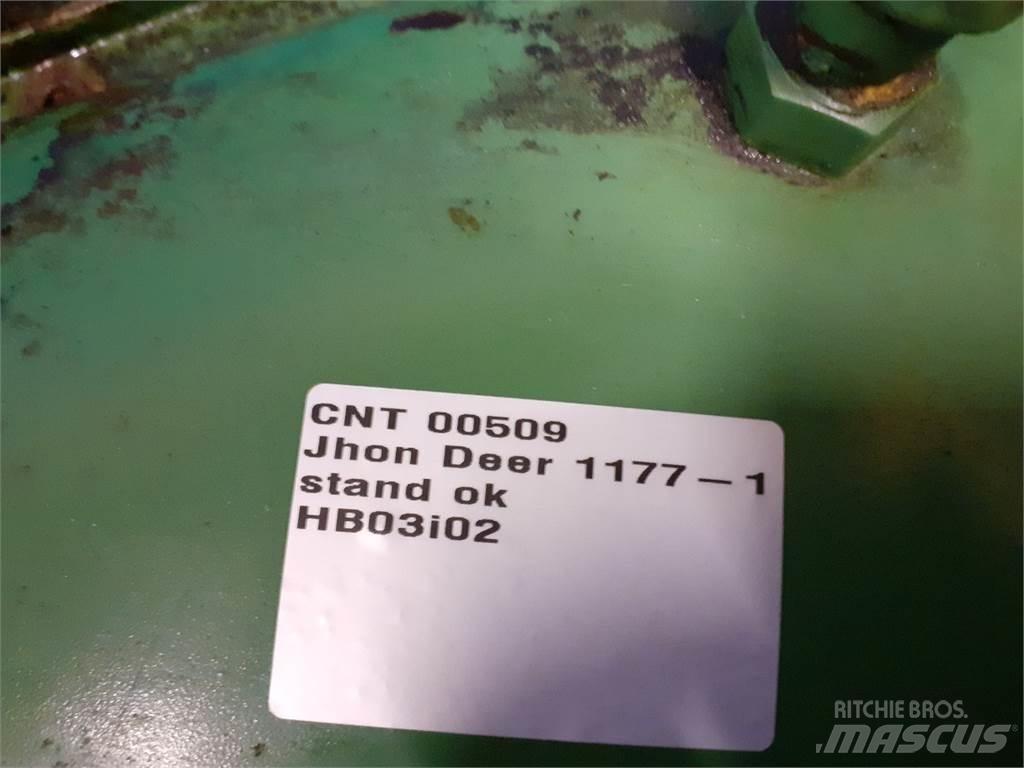 CNT 00509
Jhon Deer 1177-1
stand ok
HB03i02
RITCHIE BROS.
MASCUS